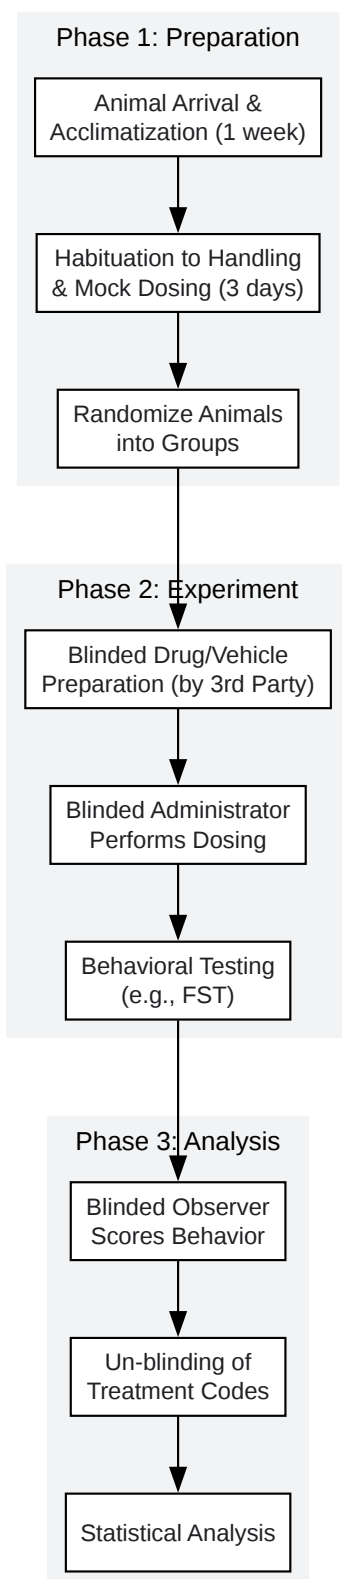 Phase 1: Preparation
Animal Arrival &
Acclimatization (1 week)
Habituation to Handling
& Mock Dosing (3 days)
Randomize Animals
into Groups
Phase 2: Experiment
Blinded Drug/Vehicle
Preparation (by 3rd Party)
Blinded Administrator
Performs Dosing
Behavioral Testing
(e.g., FST)
Phase 3: Analysis
Blinded Observer
Scores Behavior
Un-blinding of
Treatment Codes
Statistical Analysis